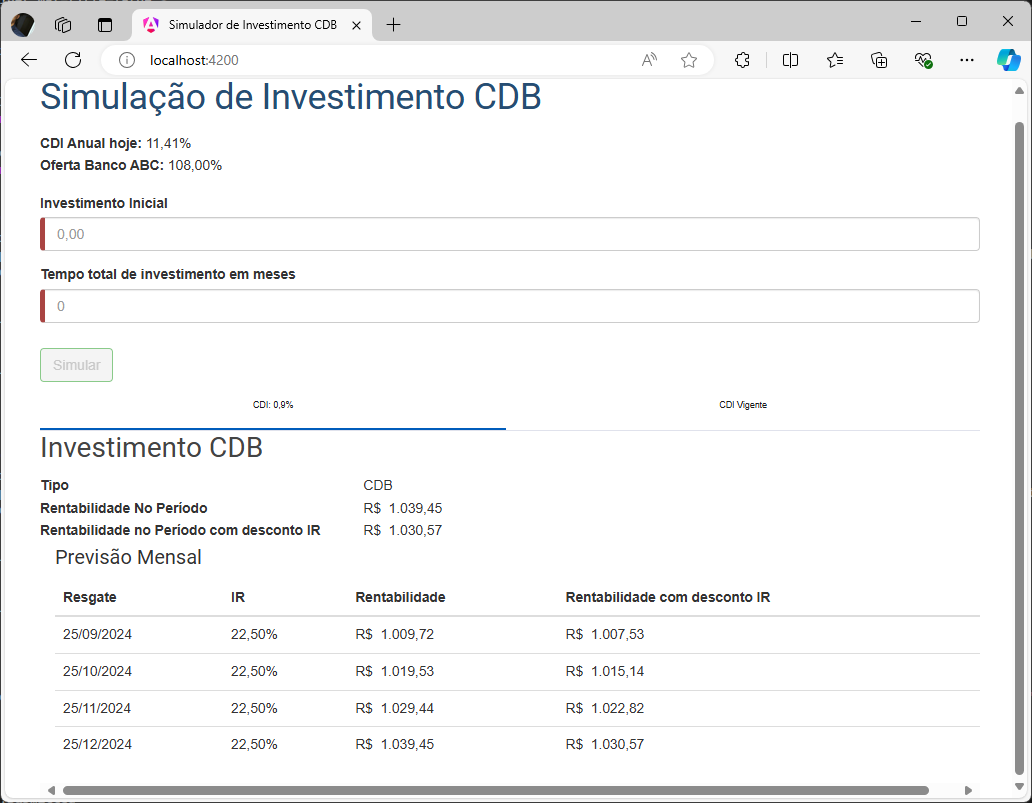 Simulador de Investimento CDB
localhost:4200
Simulação de Investimento CDB
CDI Anual hoje: 11,41%
Oferta Banco ABC: 108,00%
Investimento Inicial
0,00
Tempo total de investimento em meses
0
Simular
CDI: 0,9% CDI Vigente
Investimento CDB
Tipo CDB
Rentabilidade No Período R$ 1.039,45
Rentabilidade no Período com desconto IR R$ 1.030,57
Previsão Mensal
Resgate IR Rentabilidade Rentabilidade com desconto IR
25/09/2024 22,50% R$ 1.009,72 R$ 1.007,53
25/10/2024 22,50% R$ 1.019,53 R$ 1.015,14
25/11/2024 22,50% R$ 1.029,44 R$ 1.022,82
25/12/2024 22,50% R$ 1.039,45 R$ 1.030,57